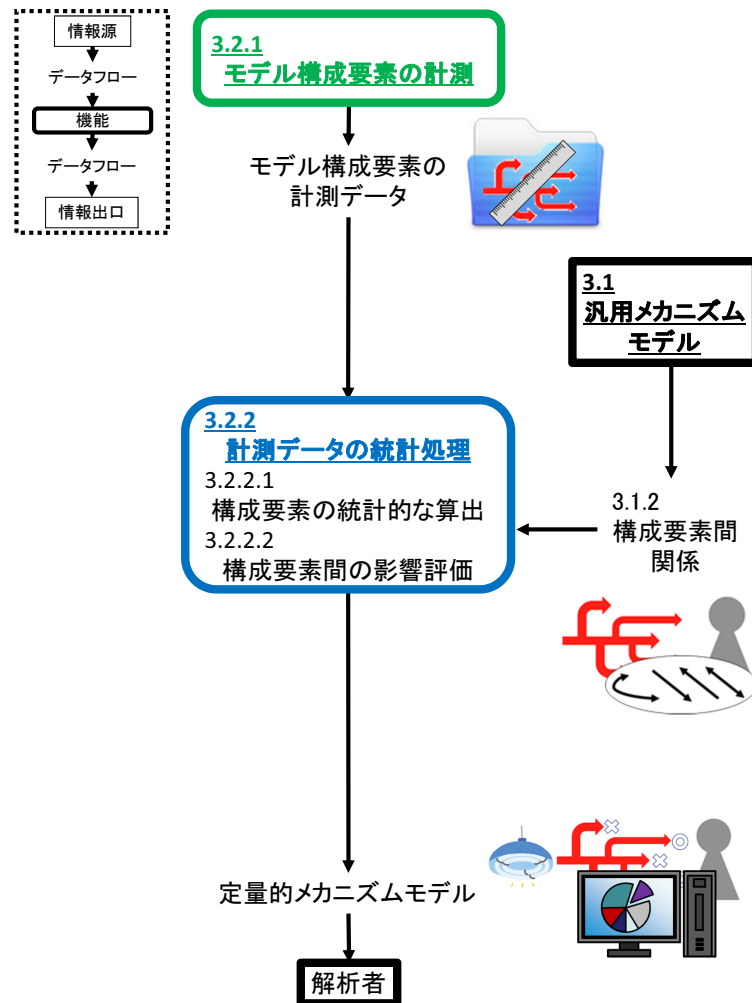 情報源
データフロー
機能
データフロー
情報出口
3.2.1
モデル構成要素の計測
モデル構成要素の
計測データ
3.1
汎用メカニズム
モデル
3.2.2
計測データの統計処理
3.2.2.1
構成要素の統計的な算出
3.2.2.2
構成要素間の影響評価
3.1.2
構成要素間
関係
定量的メカニズムモデル
解析者